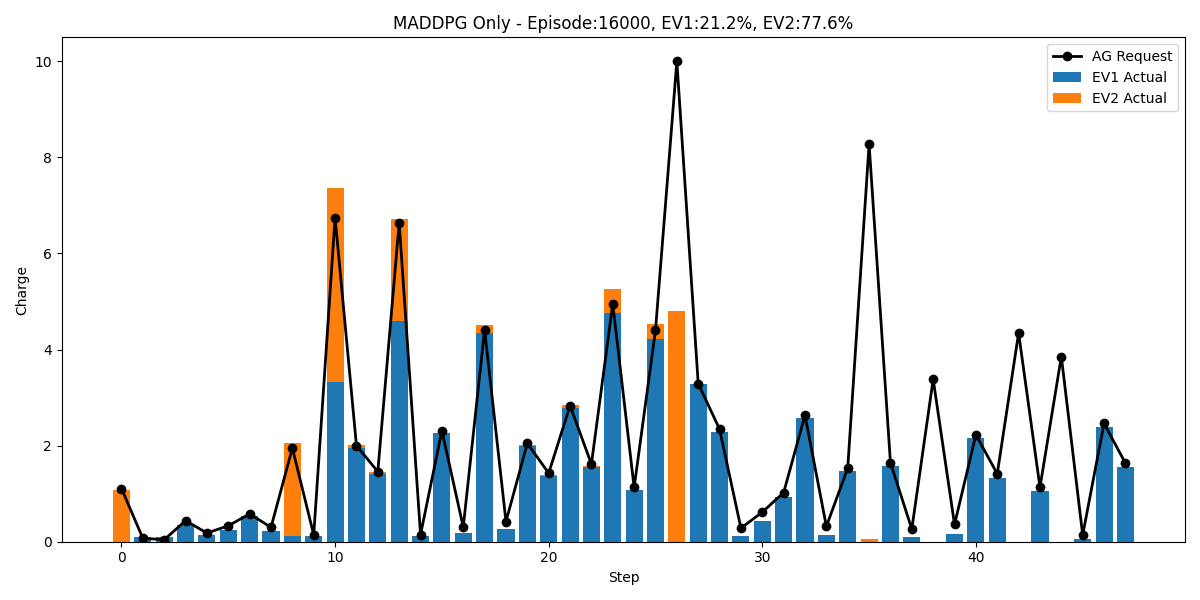 MADDPG Only - Episode:16000, EV1:21.2%, EV2:77.6%
AG Request
EV1 Actual
EV2 Actual
Charge
10
8
6
4
2
0
0 10 20 30 40
Step